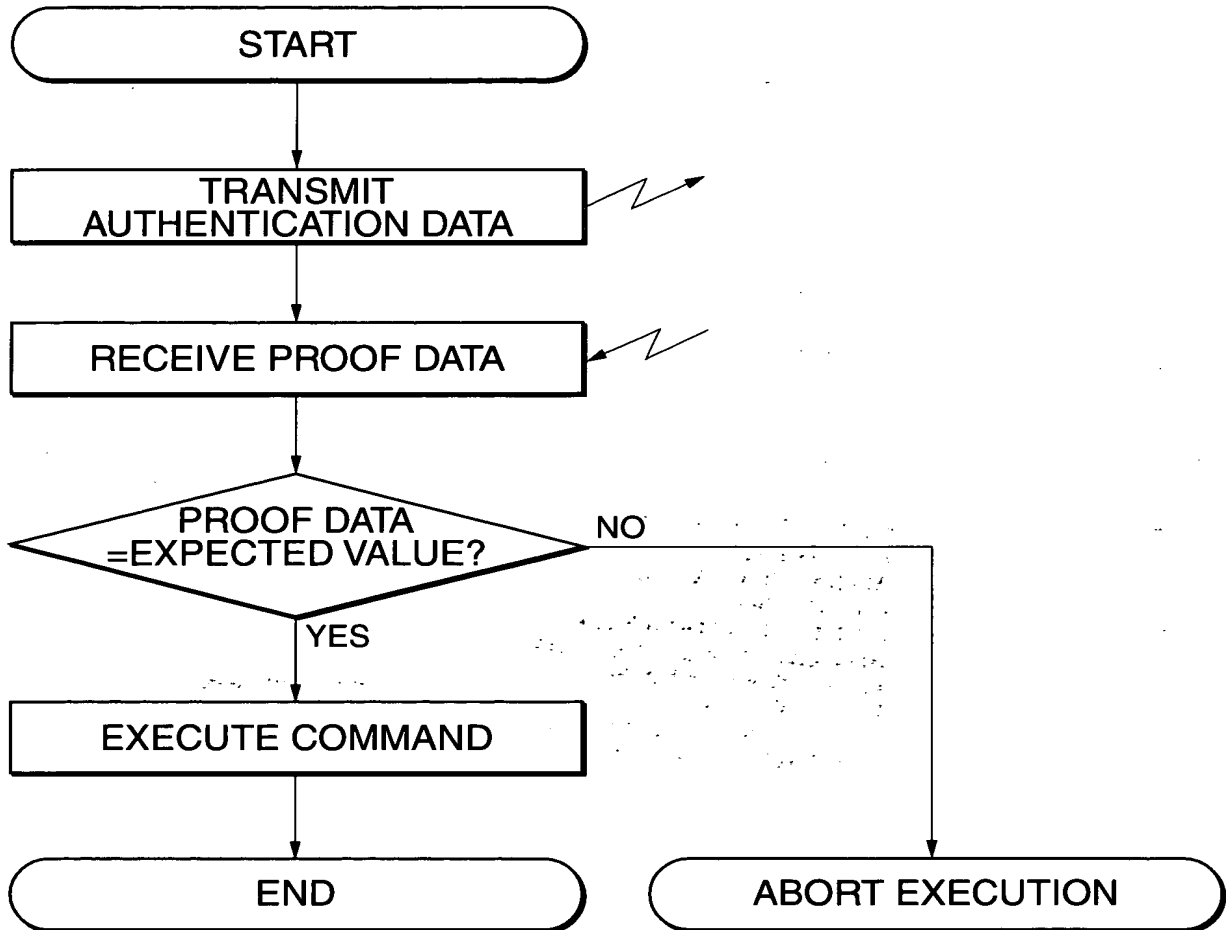 START
TRANSMIT
AUTHENTICATION DATA
RECEIVE PROOF DATA
PROOF DATA
=EXPECTED VALUE?
NO
YES
EXECUTE COMMAND
END
ABORT EXECUTION